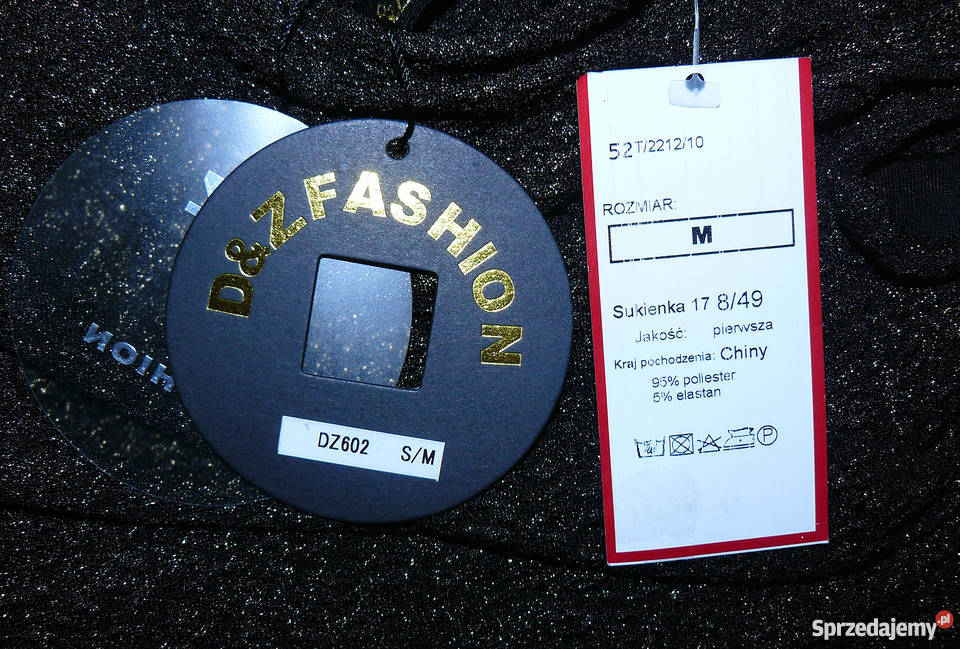 D&Z FASHION
DZ602 S/M
52T/2212/10
ROZMIAR:
M
Sukienka 17 8/49
Jakość: pierwsza
Kraj pochodzenia: Chiny
95% poliester
5% elastan
P
Sprzedajemy.pl